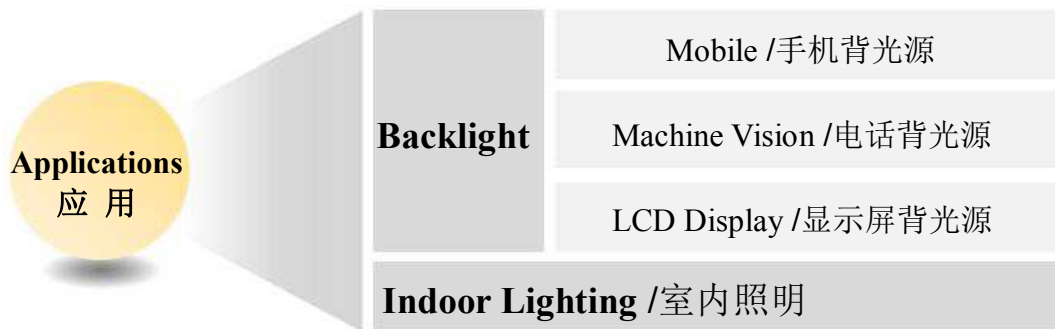 Applications
应 用
Backlight
Mobile /手机背光源
Machine Vision /电话背光源
LCD Display /显示屏背光源
Indoor Lighting /室内照明